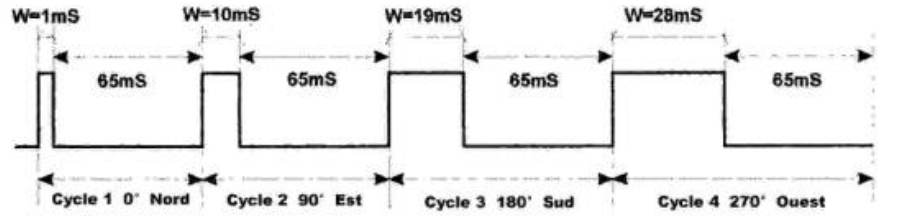 W=1mS W=10mS W=19mS W=28mS
65mS 65mS 65mS 65mS
Cycle 1 0° Nord Cycle 2 90° Est Cycle 3 180° Sud Cycle 4 270° Ouest